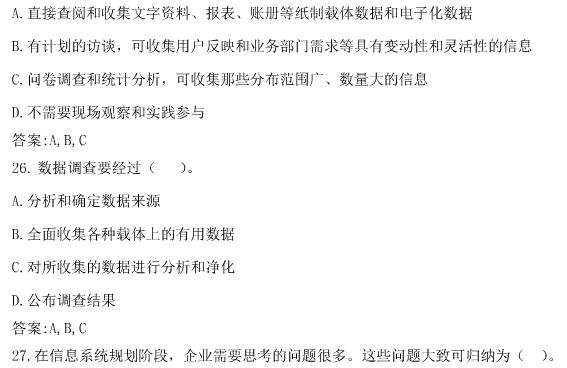 A.直接查阅和收集文字资料、报表、账册等纸制载体数据和电子化数据
B.有计划的访谈，可收集用户反映和业务部门需求等具有变动性和灵活性的信息
C.问卷调查和统计分析，可收集那些分布范围广、数量大的信息
D.不需要现场观察和实践参与
答案:A,B,C
26. 数据调查要经过（    ）。
A.分析和确定数据来源
B.全面收集各种载体上的有用数据
C.对所收集的数据进行分析和净化
D.公布调查结果
答案:A,B,C
27.在信息系统规划阶段，企业需要思考的问题很多。这些问题大致可归纳为（   ）。